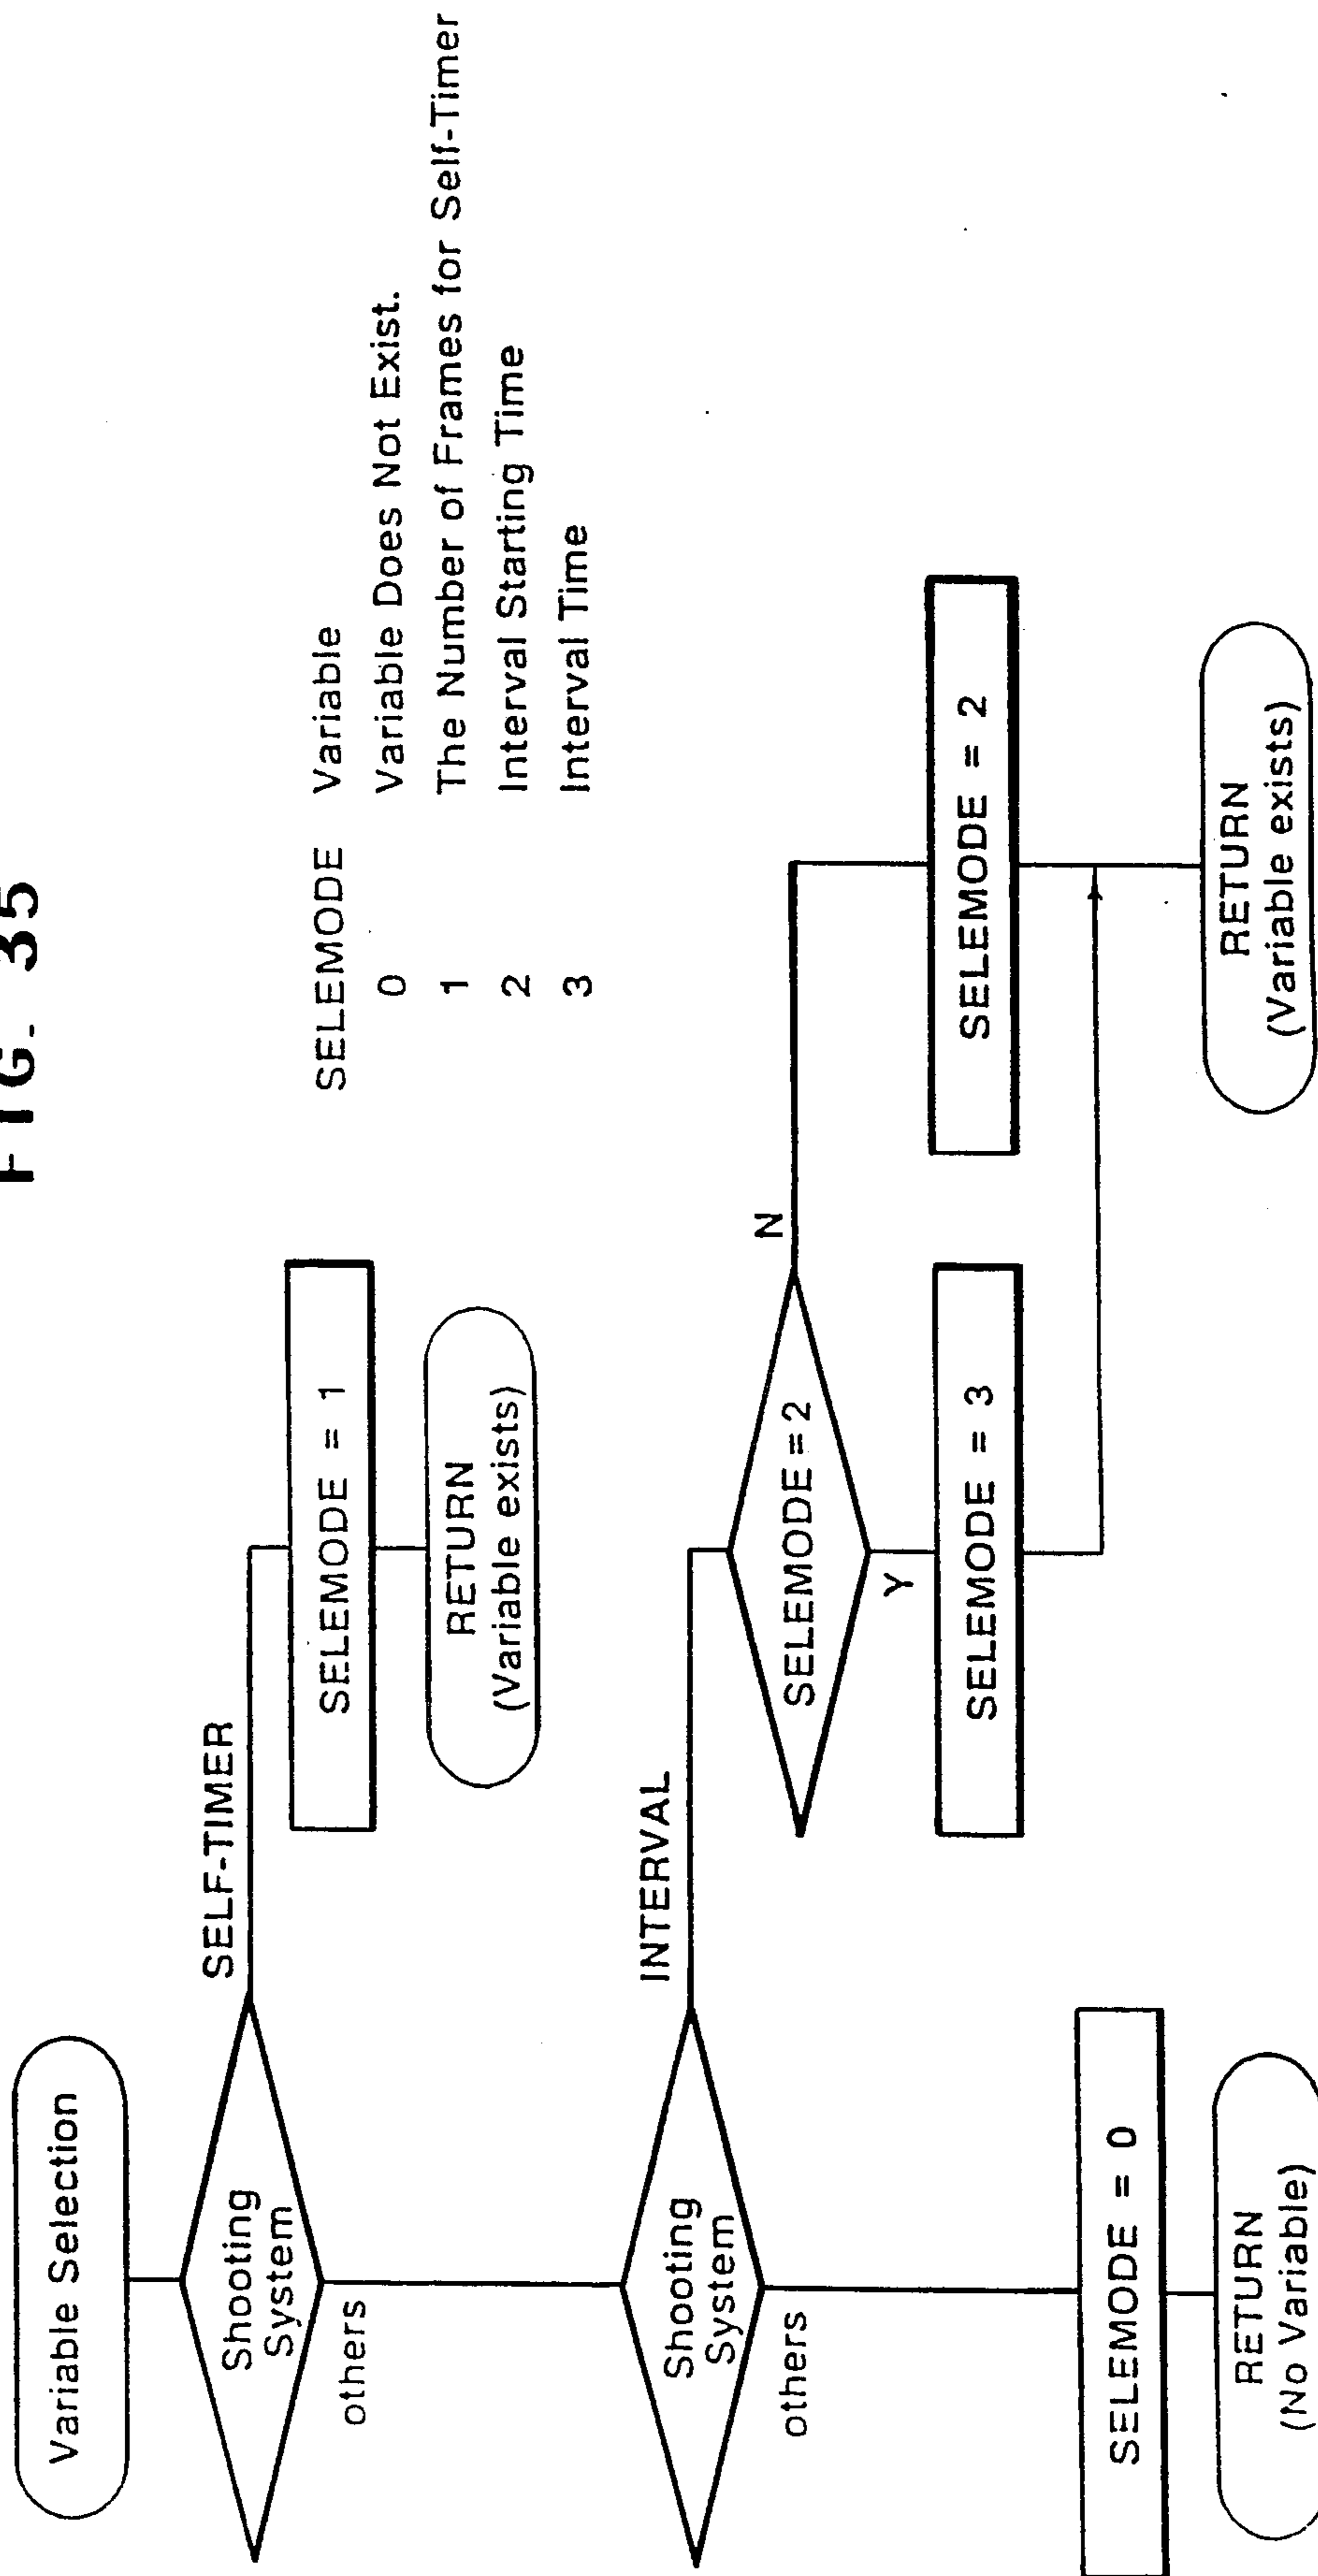 FIG. 35
Variable Selection
Shooting
System
SELF-TIMER
others
SELEMODE = 1
RETURN
(Variable exists)
SELEMODE Variable
0 Variable Does Not Exist.
1 The Number of Frames for Self-Timer
2 Interval Starting Time
3 Interval Time
Shooting
System
INTERVAL
others
SELEMODE = 2
N
Y
SELEMODE = 3
SELEMODE = 2
RETURN
(Variable exists)
SELEMODE = 0
RETURN
(No Variable)